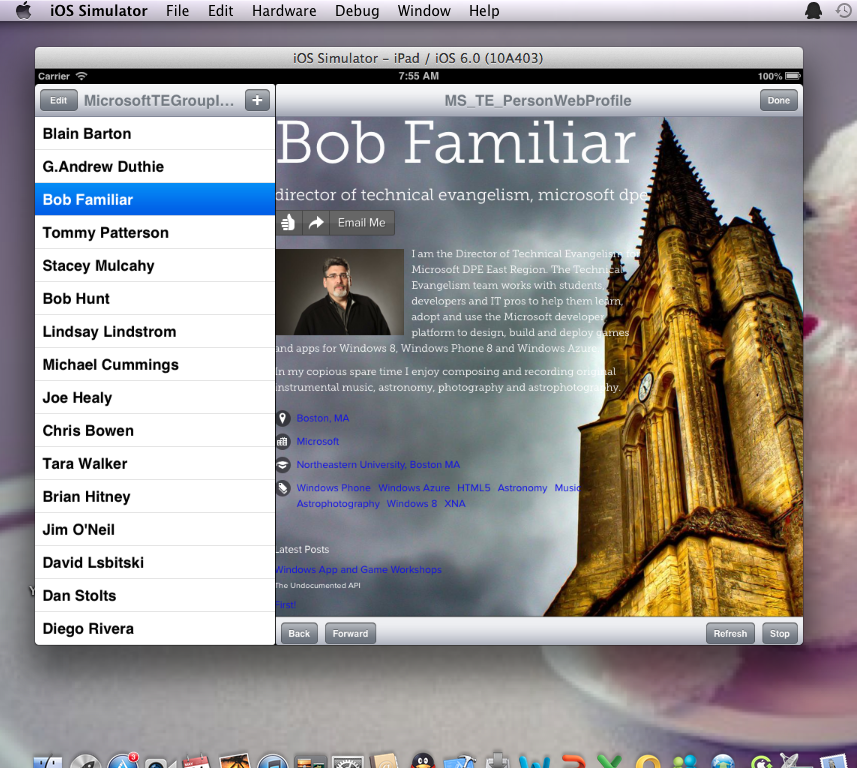 iOS Simulator File Edit Hardware Debug Window Help
iOS Simulator – iPad / iOS 6.0 (10A403)
Carrier 7:55 AM 100%
Edit MicrosoftTEGroupI... + MS_TE_PersonWebProfile Done
Blain Barton
G.Andrew Duthie
Bob Familiar
Tommy Patterson
Stacey Mulcahy
Bob Hunt
Lindsay Lindstrom
Michael Cummings
Joe Healy
Chris Bowen
Tara Walker
Brian Hitney
Jim O'Neil
David Lsbitski
Dan Stolts
Diego Rivera
Bob Familiar
director of technical evangelism, microsoft dpe
Email Me
I am the Director of Technical Evangelism for
Microsoft DPE East Region. The Technical
Evangelism team works with students,
developers and IT pros to help them learn,
adopt and use the Microsoft developer
platform to design, build and deploy games
and apps for Windows 8, Windows Phone 8 and Windows Azure.
In my copious spare time I enjoy composing and recording original
instrumental music, astronomy, photography and astrophotography.
Boston, MA
Microsoft
Northeastern University, Boston MA
Windows Phone Windows Azure HTML5 Astronomy Music
Astrophotography Windows 8 XNA
Latest Posts
Windows App and Game Workshops
The Undocumented API
First!
Back Forward Refresh Stop
3